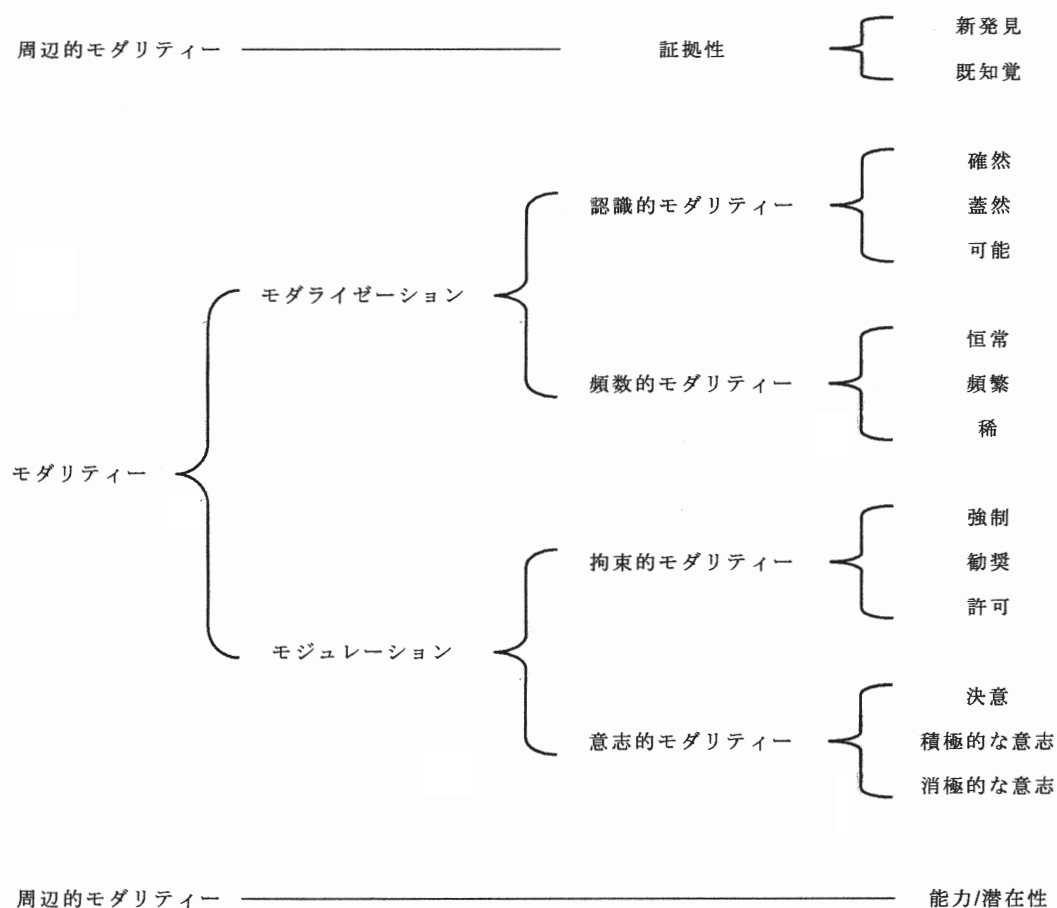 周辺的モダリティー 証拠性
新発見
既知覚
モダリティー
モダライゼーション
認識的モダリティー
確然
蓋然
可能
頻数的モダリティー
恒常
頻繁
稀
モジュレーション
拘束的モダリティー
強制
勧奨
許可
意志的モダリティー
決意
積極的な意志
消極的な意志
周辺的モダリティー 能力/潜在性